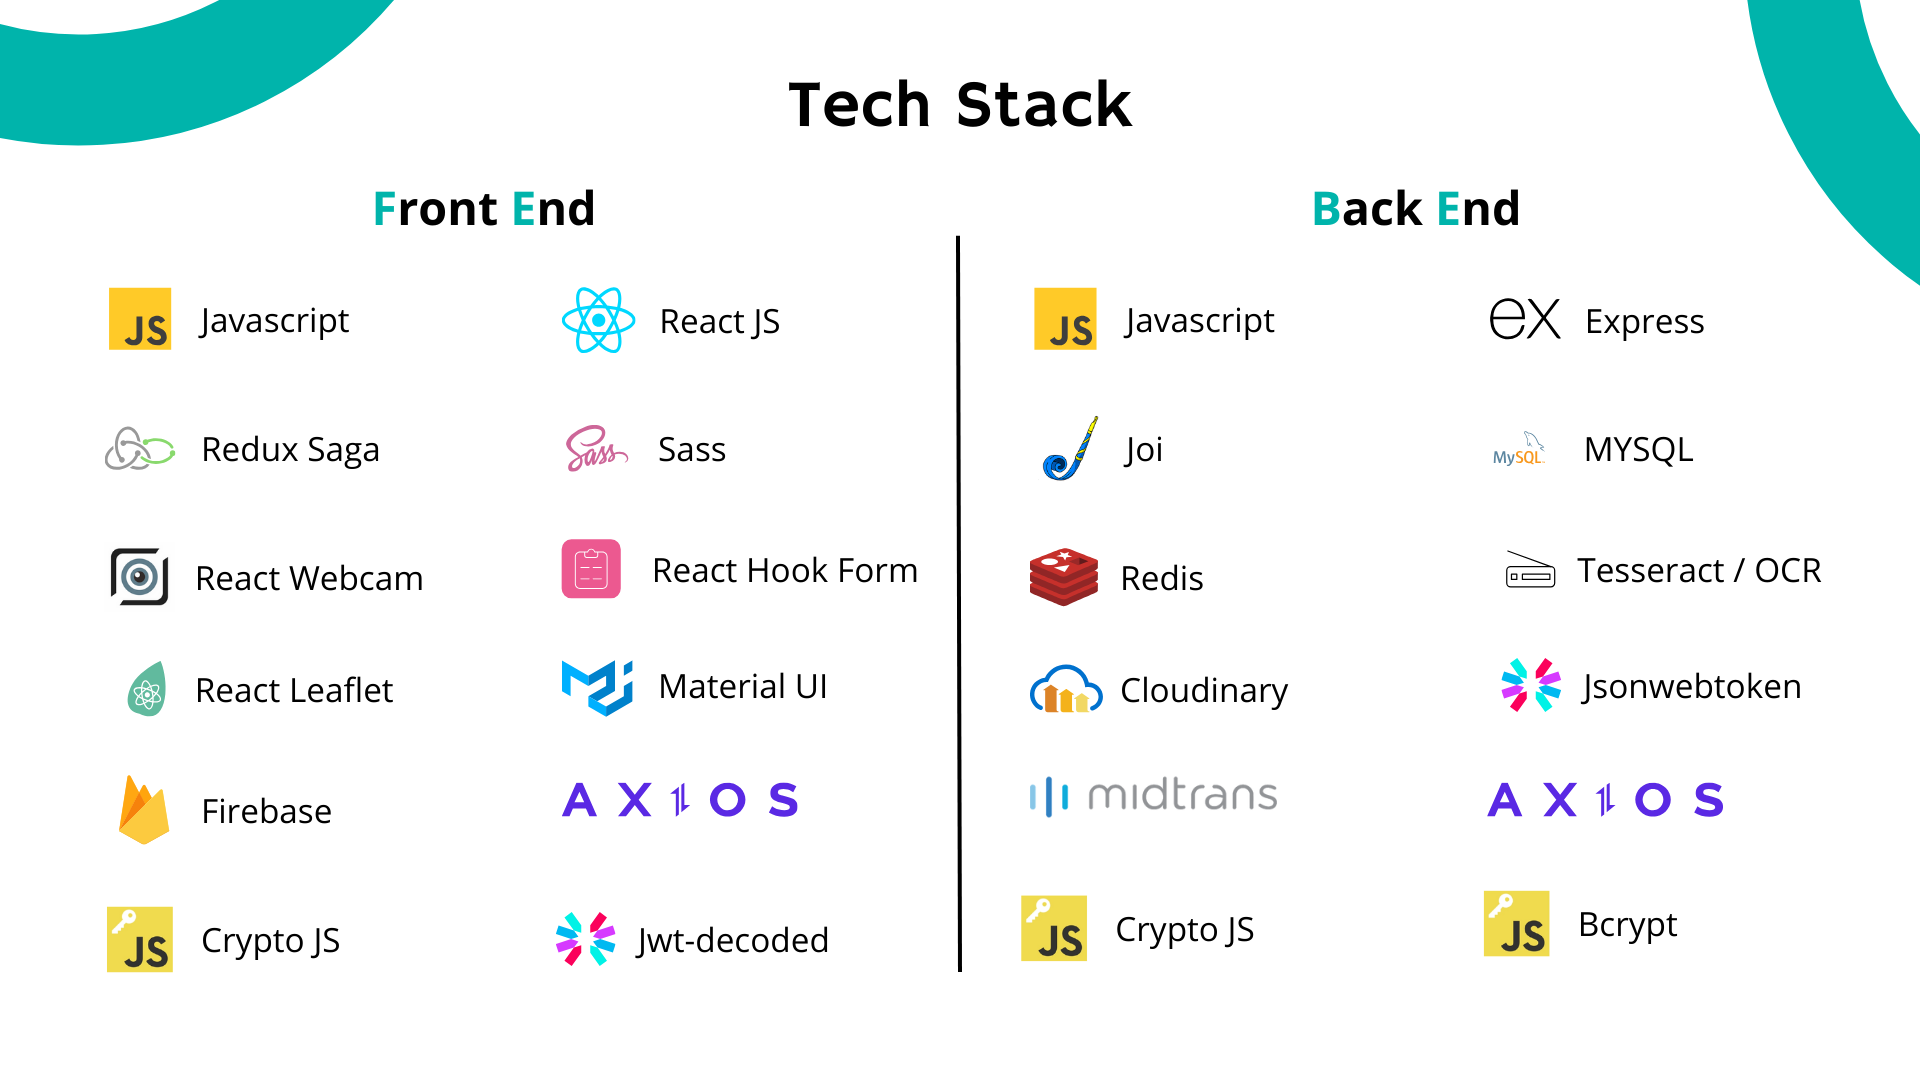 Tech Stack
Front End
Back End
JS Javascript
React JS
JS Javascript
ex Express
Redux Saga
Sass Sass
Joi
MySQL MYSQL
React Webcam
React Hook Form
Redis
Tesseract / OCR
React Leaflet
Material UI
Cloudinary
Jsonwebtoken
Firebase
AXIOS
midtrans
AXIOS
JS Crypto JS
Jwt-decoded
JS Crypto JS
JS Bcrypt